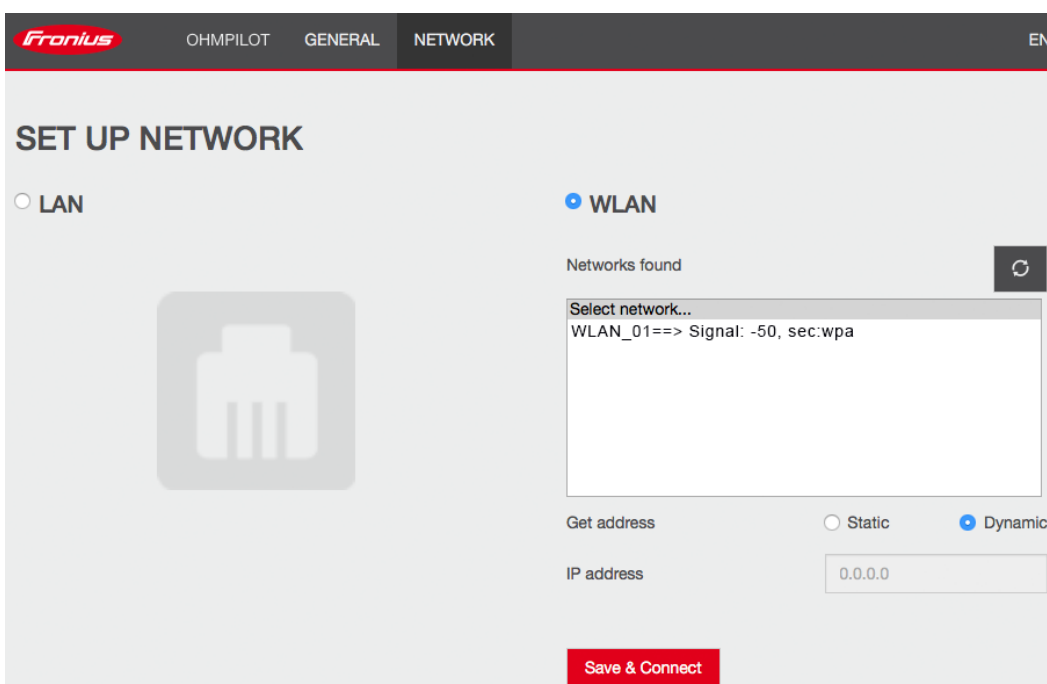 Fronius OHMPILOT GENERAL NETWORK EN
SET UP NETWORK
LAN
WLAN
Networks found
Select network...
WLAN_01==> Signal: -50, sec:wpa
Get address Static Dynamic
IP address 0.0.0.0
Save & Connect